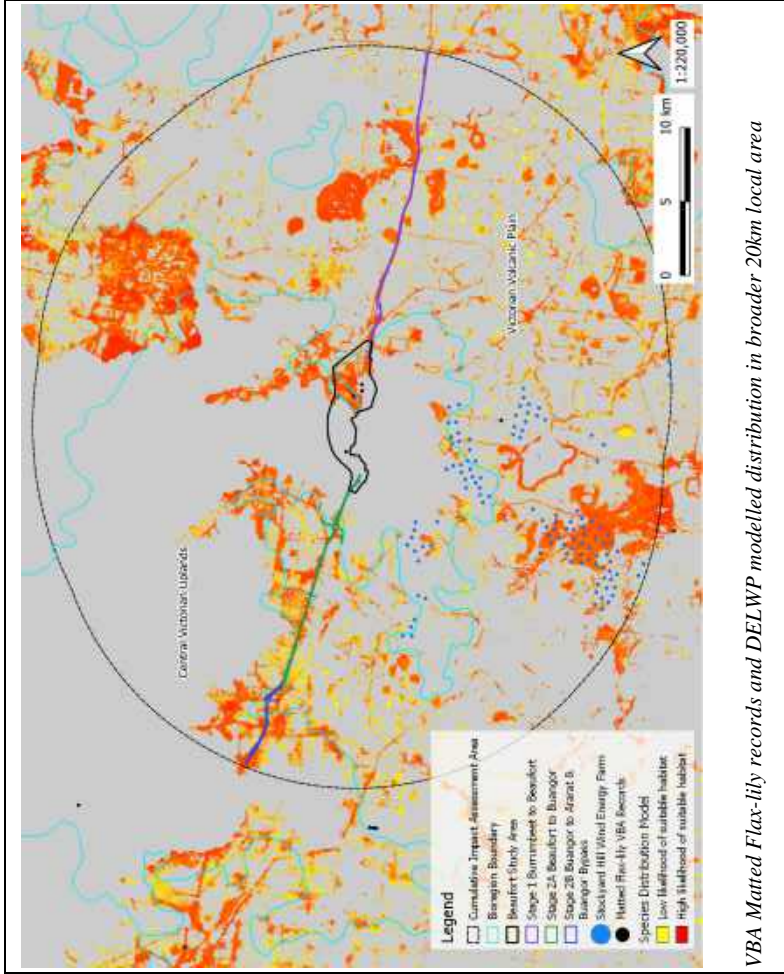 Central Victorian Uplands
Victorian Volcanic Plain
Legend
Cumulative Impact Assessment Area
Bioregion Boundary
Beaufort Study Area
Stage 1 Burrumbeet to Beaufort
Stage 2A Beaufort to Buangor
Stage 2B Buangor to Ararat &
Buangor Bypass
Stockyard Hill Wind Energy Farm
Matted Flax-lily VBA Records
Species Distribution Model
Low likelihood of suitable habitat
High likelihood of suitable habitat
0 5 10 km
1:220,000
VBA Matted Flax-lily records and DELWP modelled distribution in broader 20km local area